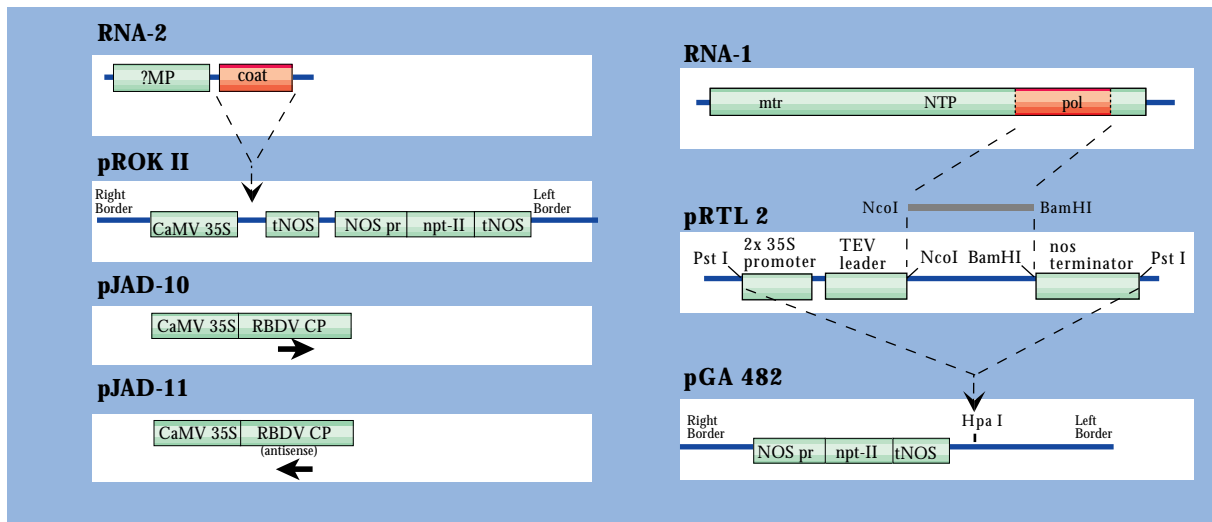 RNA-2
?MP
coat
pROK II
Right
Border
Left
Border
CaMV 35S
tNOS
NOS pr
npt-II
tNOS
pJAD-10
CaMV 35S
RBDV CP
pJAD-11
CaMV 35S
RBDV CP
(antisense)
RNA-1
mtr
NTP
pol
NcoI
BamHI
pRTL 2
Pst I
2x 35S
promoter
TEV
leader
NcoI
BamHI
nos
terminator
Pst I
pGA 482
Hpa I
Right
Border
Left
Border
NOS pr
npt-II
tNOS